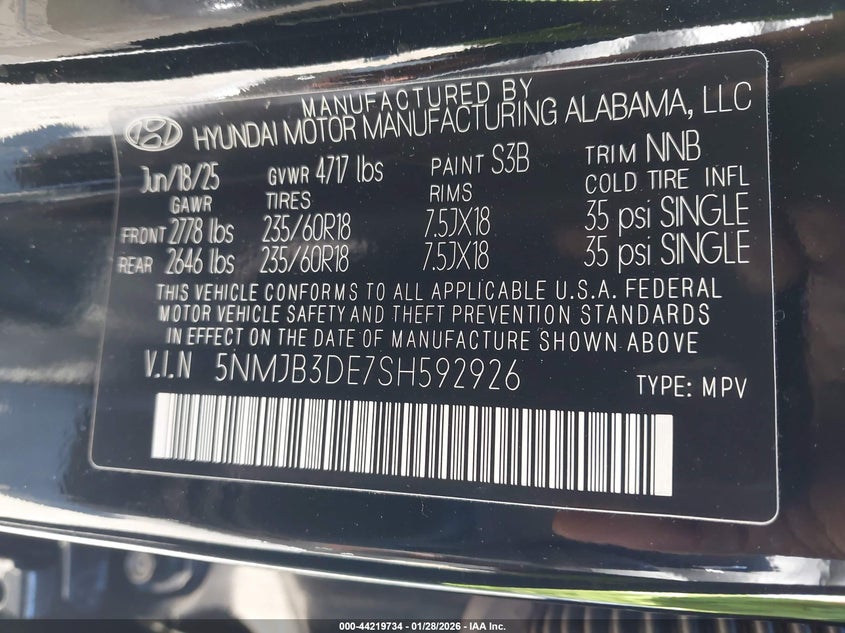 MANUFACTURED BY
HYUNDAI MOTOR MANUFACTURING ALABAMA, LLC
Jun/18/25 GVWR 4717 lbs PAINT S3B TRIM NNB
GAWR TIRES RIMS COLD TIRE INFL
FRONT 2778 lbs 235/60R18 7.5JX18 35 psi SINGLE
REAR 2646 lbs 235/60R18 7.5JX18 35 psi SINGLE
THIS VEHICLE CONFORMS TO ALL APPLICABLE U.S.A. FEDERAL
MOTOR VEHICLE SAFETY AND THEFT PREVENTION STANDARDS
IN EFFECT ON THE DATE OF MANUFACTURE SHOWN ABOVE
V.I.N 5NMJB3DE7SH592926
TYPE: MPV
000-44219734 - 01/28/2026 - IAA Inc.